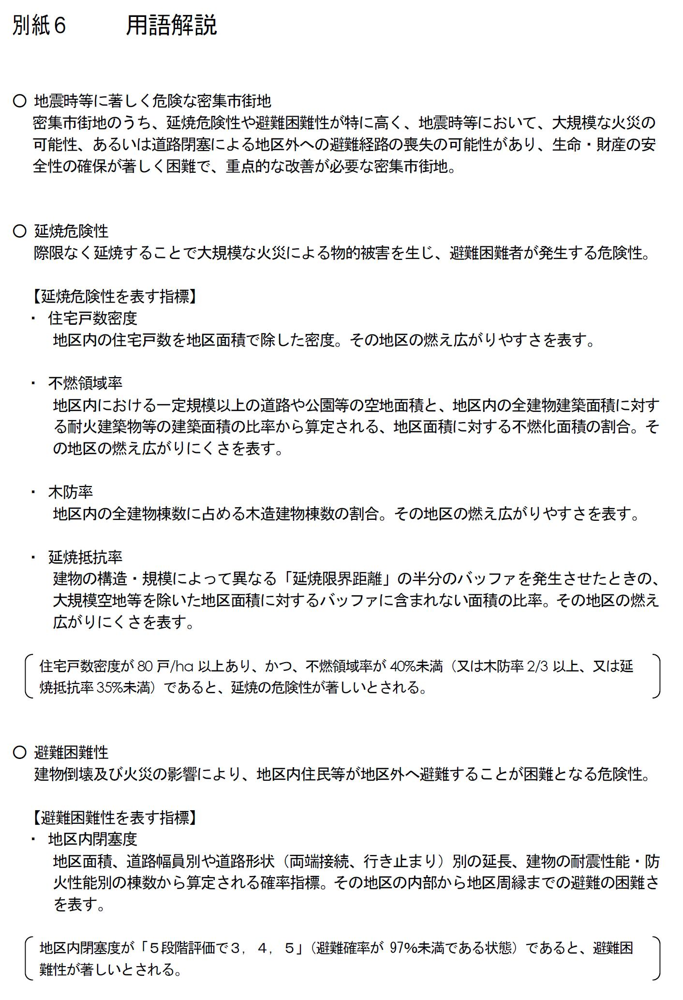 別紙６　　用語解説
○ 地震時等に著しく危険な密集市街地
密集市街地のうち、延焼危険性や避難困難性が特に高く、地震時等において、大規模な火災の
可能性、あるいは道路閉塞による地区外への避難経路の喪失の可能性があり、生命・財産の安
全性の確保が著しく困難で、重点的な改善が必要な密集市街地。
○ 延焼危険性
際限なく延焼することで大規模な火災による物的被害を生じ、避難困難者が発生する危険性。
【延焼危険性を表す指標】
・ 住宅戸数密度
地区内の住宅戸数を地区面積で除した密度。その地区の燃え広がりやすさを表す。
・ 不燃領域率
地区内における一定規模以上の道路や公園等の空地面積と、地区内の全建物建築面積に対す
る耐火建築物等の建築面積の比率から算定される、地区面積に対する不燃化面積の割合。そ
の地区の燃え広がりにくさを表す。
・ 木防率
地区内の全建物棟数に占める木造建物棟数の割合。その地区の燃え広がりやすさを表す。
・ 延焼抵抗率
建物の構造・規模によって異なる「延焼限界距離」の半分のバッファを発生させたときの、
大規模空地等を除いた地区面積に対するバッファに含まれない面積の比率。その地区の燃え
広がりにくさを表す。
住宅戸数密度が 80 戸/ha 以上あり、かつ、不燃領域率が 40%未満（又は木防率 2/3 以上、又は延
焼抵抗率 35%未満）であると、延焼の危険性が著しいとされる。
○ 避難困難性
建物倒壊及び火災の影響により、地区内住民等が地区外へ避難することが困難となる危険性。
【避難困難性を表す指標】
・ 地区内閉塞度
地区面積、道路幅員別や道路形状（両端接続、行き止まり）別の延長、建物の耐震性能・防
火性能別の棟数から算定される確率指標。その地区の内部から地区周縁までの避難の困難さ
を表す。
地区内閉塞度が「５段階評価で３，４，５」（避難確率が 97%未満である状態）であると、避難困
難性が著しいとされる。